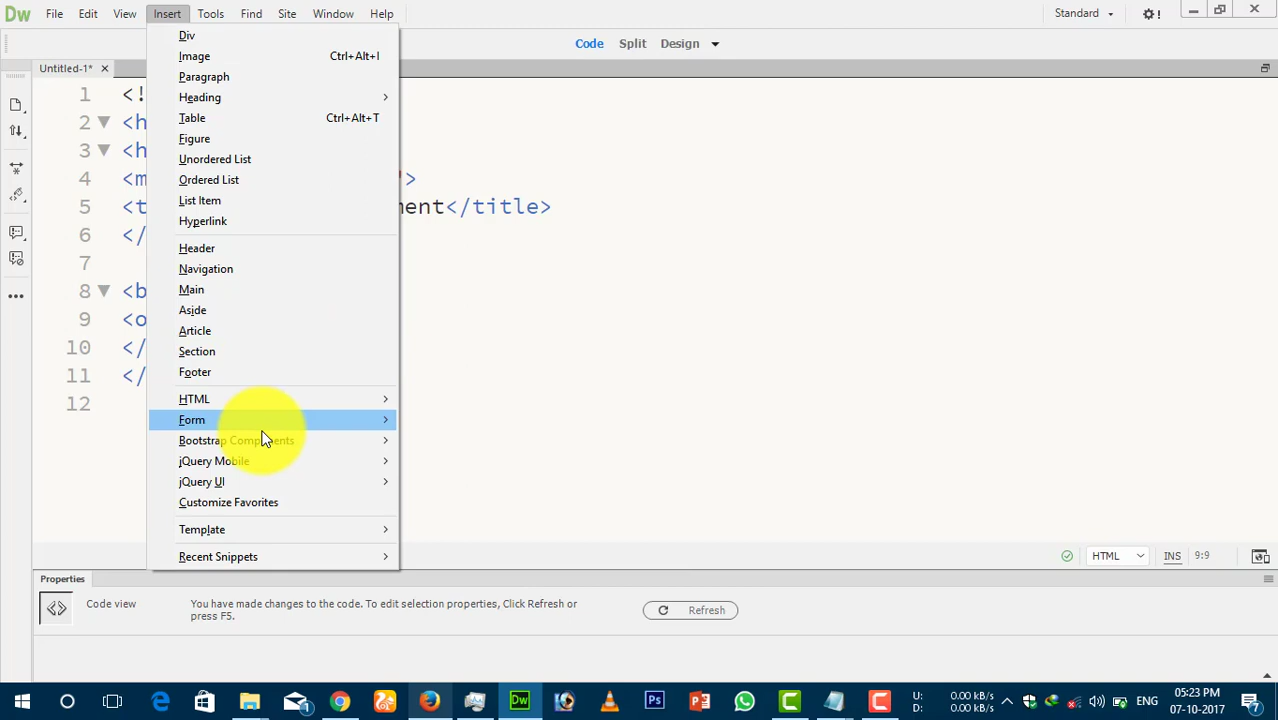 Dw File Edit View Insert Tools Find Site Window Help Standard
Code Split Design
Untitled-1*
Div
Image Ctrl+Alt+I
Paragraph
Heading
Table Ctrl+Alt+T
Figure
Unordered List
Ordered List
List Item
Hyperlink
Header
Navigation
Main
Aside
Article
Section
Footer
HTML
Form
Bootstrap Components
jQuery Mobile
jQuery UI
Customize Favorites
Template
Recent Snippets
1 <!
2 <h
3 <h
4 <m ">
5 <t ment</title>
6 </
7
8 <b
9 <o
10 </
11 </
12
HTML INS 9:9
Properties
Code view You have made changes to the code. To edit selection properties, Click Refresh or
press F5.
Refresh
1 Dw Ps
U: 0.00 kB/s
D: 0.00 kB/s
ENG
05:23 PM
07-10-2017
7